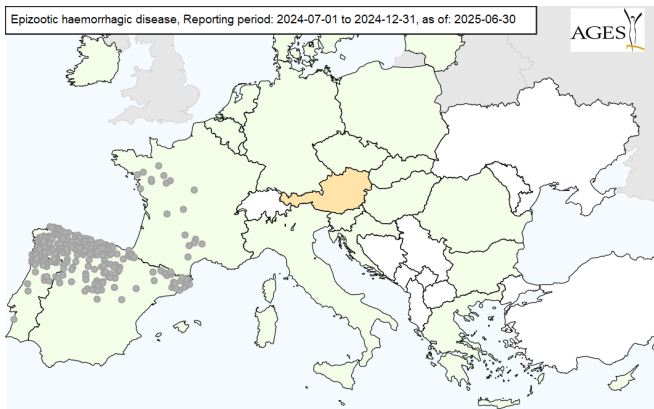 Epizootic haemorrhagic disease, Reporting period: 2024-07-01 to 2024-12-31, as of: 2025-06-30
AGES